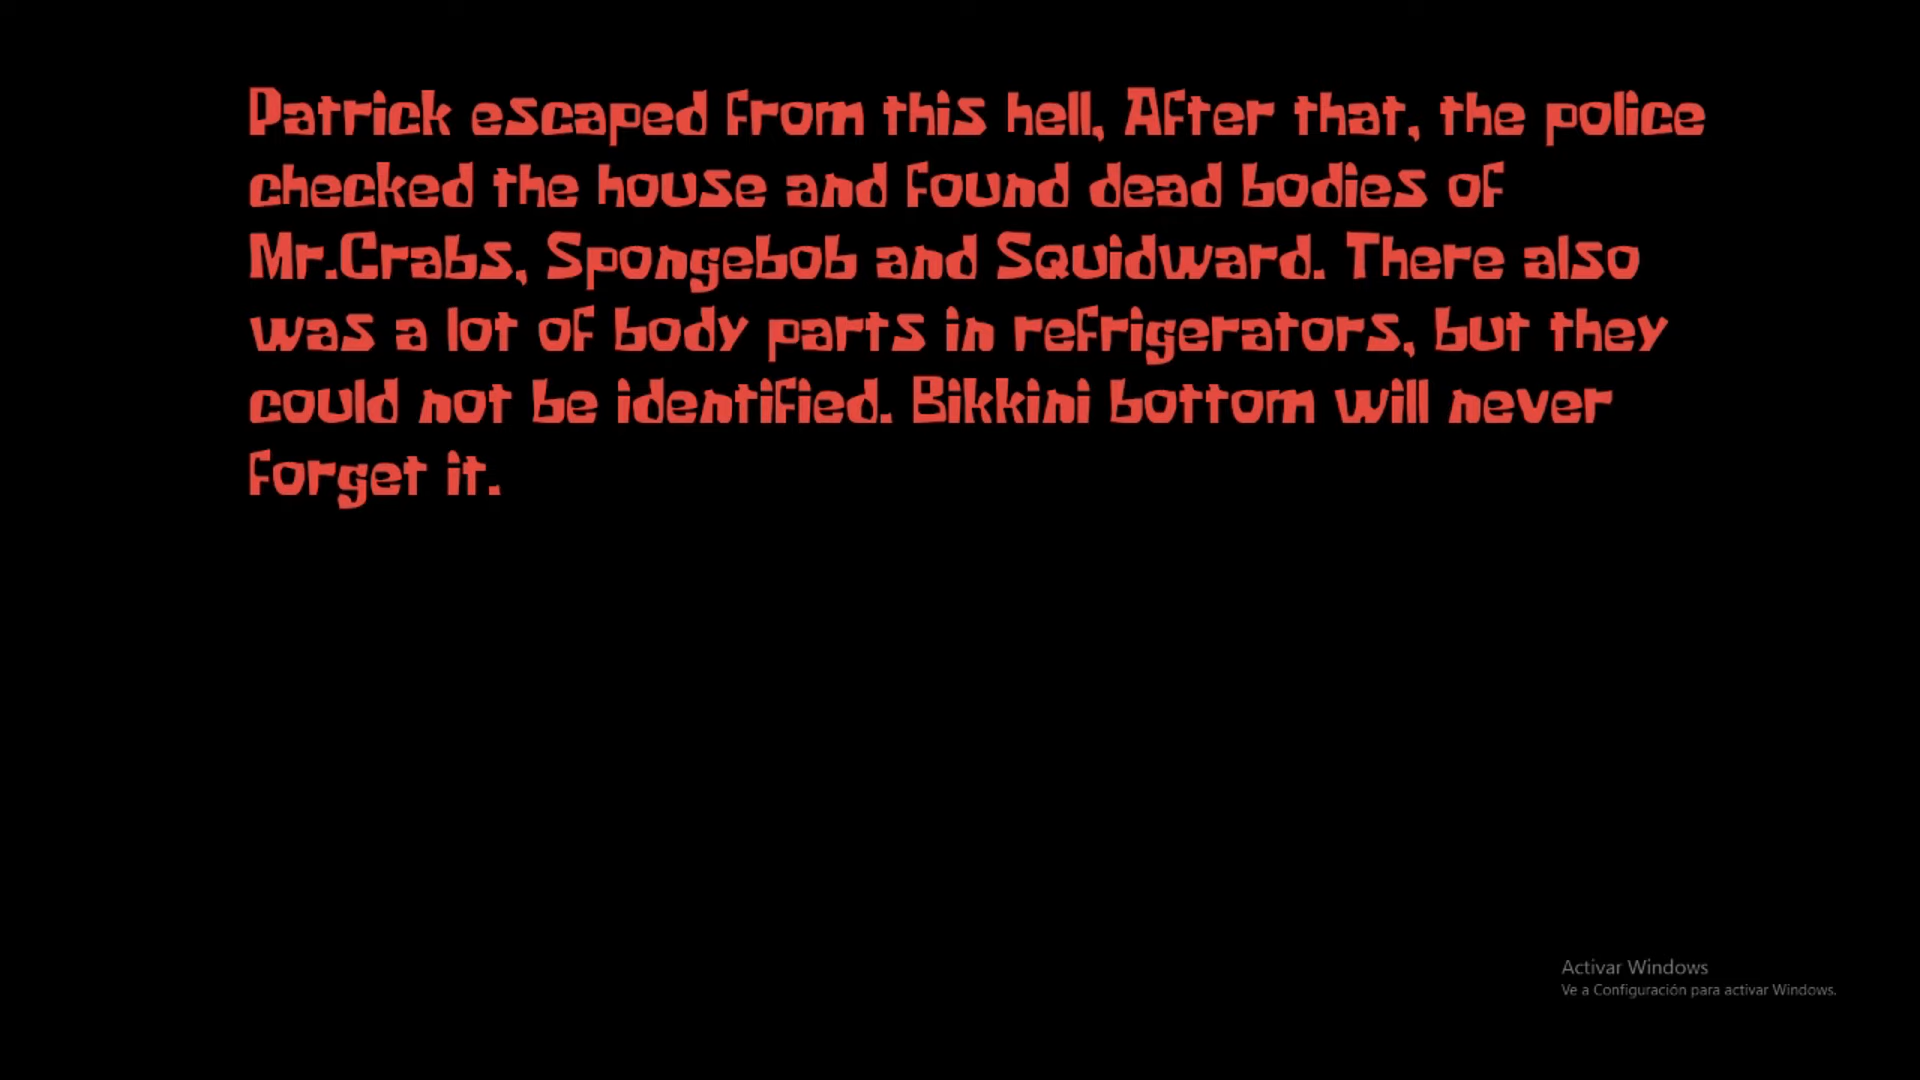 Patrick escaped from this hell, After that, the police
checked the house and found dead bodies of
Mr.Crabs, Spongebob and Squidward. There also
was a lot of body parts in refrigerators, but they
could not be identified. Bikkini bottom will never
forget it.
Activar Windows
Ve a Configuración para activar Windows.